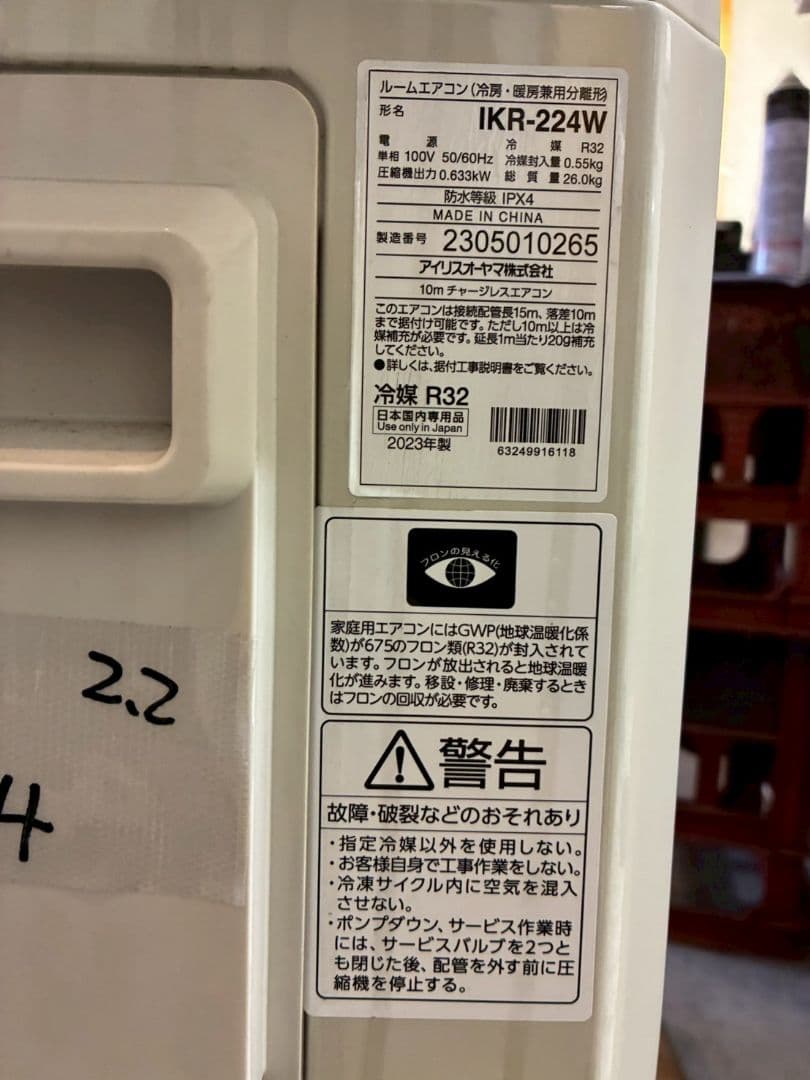 ルームエアコン(冷房・暖房兼用分離形)
形名 IKR-224W
電源 冷媒 R32
単相 100V 50/60Hz 冷媒封入量 0.55kg
圧縮機出力 0.633kW 総質量 26.0kg
防水等級 IPX4
MADE IN CHINA
製造番号 2305010265
アイリスオーヤマ株式会社
10mチャージレスエアコン
このエアコンは接続配管長15m、落差10m
まで据付け可能です。ただし10m以上は冷
媒補充が必要です。延長1m当たり20g補充
してください。
●詳しくは、据付工事説明書をご覧ください。
冷媒 R32
日本国内専用品
Use only in Japan
2023年製
63249916118
フロンの見える化
家庭用エアコンにはGWP(地球温暖化係
数)が675のフロン類(R32)が封入されて
います。フロンが放出されると地球温暖
化が進みます。移設・修理・廃棄するとき
はフロンの回収が必要です。
警告
故障・破裂などのおそれあり
・指定冷媒以外を使用しない。
・お客様自身で工事作業をしない。
・冷凍サイクル内に空気を混入
させない。
・ポンプダウン、サービス作業時
には、サービスバルブを2つと
も閉じた後、配管を外す前に圧
縮機を停止する。
2.2
4